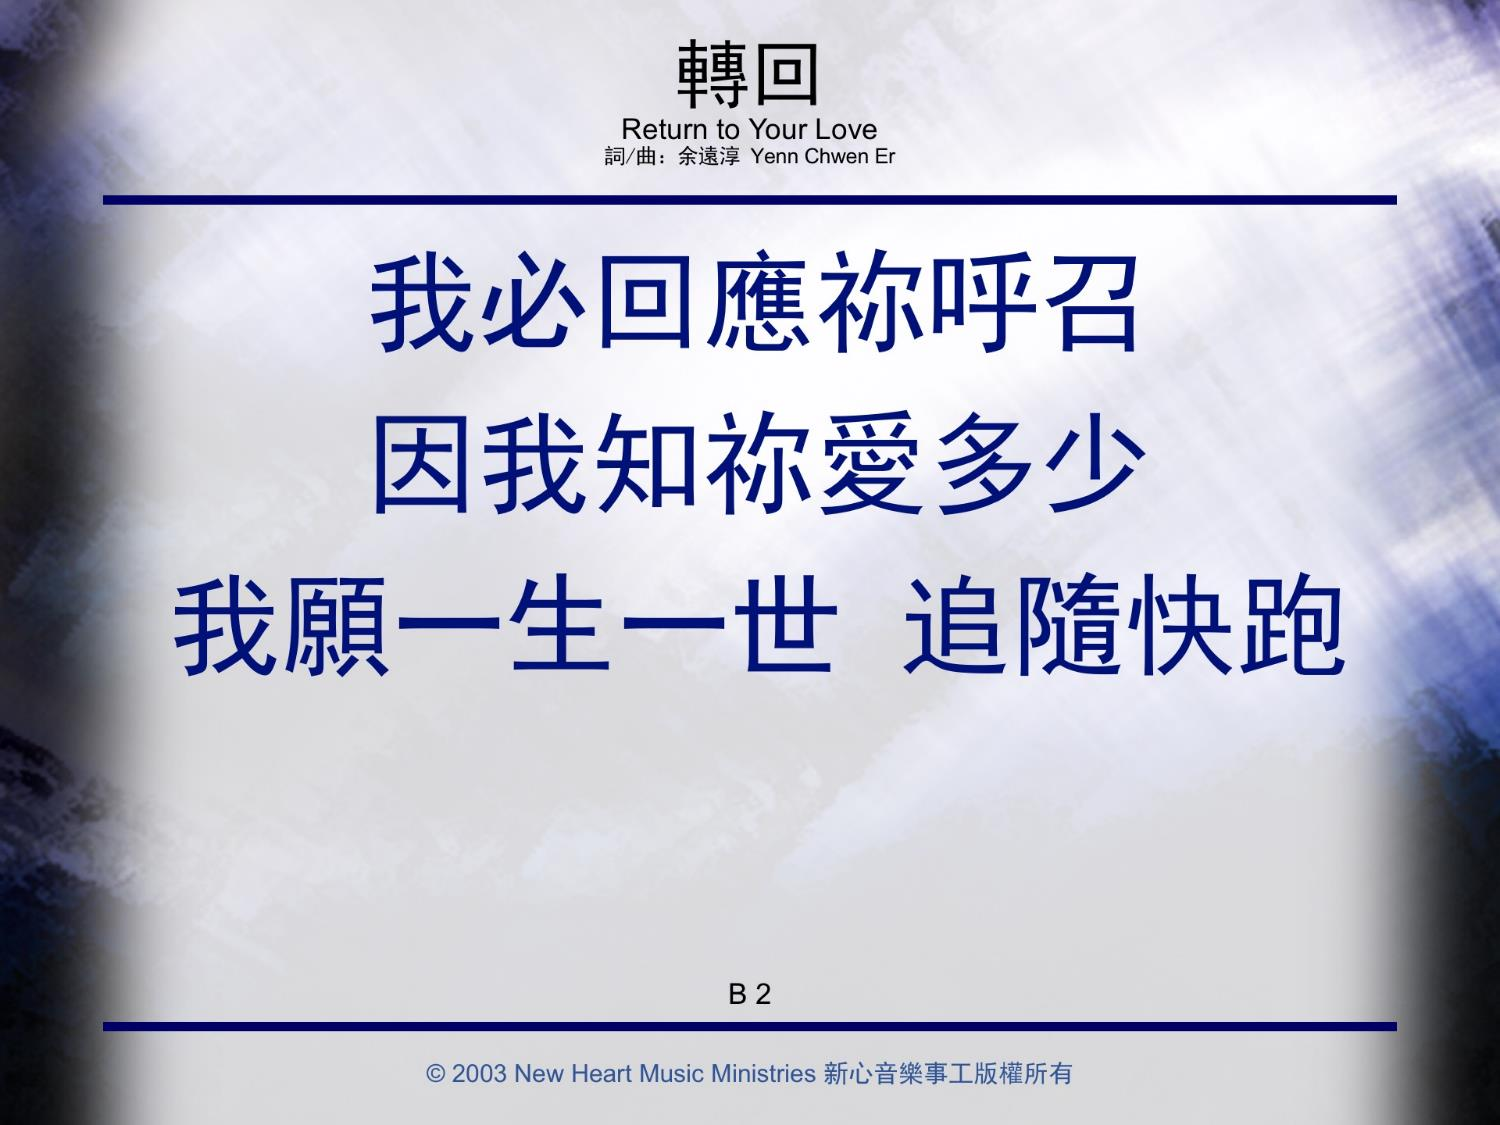 轉回
Return to Your Love
詞/曲：余遠淳 Yenn Chwen Er
我必回應祢呼召
因我知祢愛多少
我願一生一世 追隨快跑
B 2
© 2003 New Heart Music Ministries 新心音樂事工版權所有